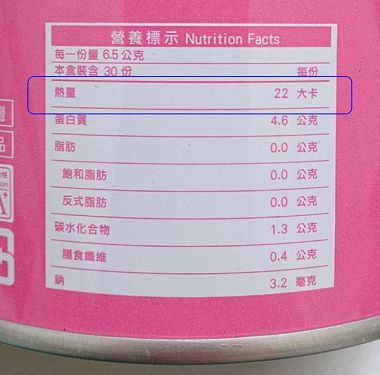 營養標示 Nutrition Facts
每一份量 6.5 公克
本盒裝含 30 份 每份
熱量 22 大卡
蛋白質 4.6 公克
脂肪 0.0 公克
飽和脂肪 0.0 公克
反式脂肪 0.0 公克
碳水化合物 1.3 公克
膳食纖維 0.4 公克
鈉 3.2 毫克
品